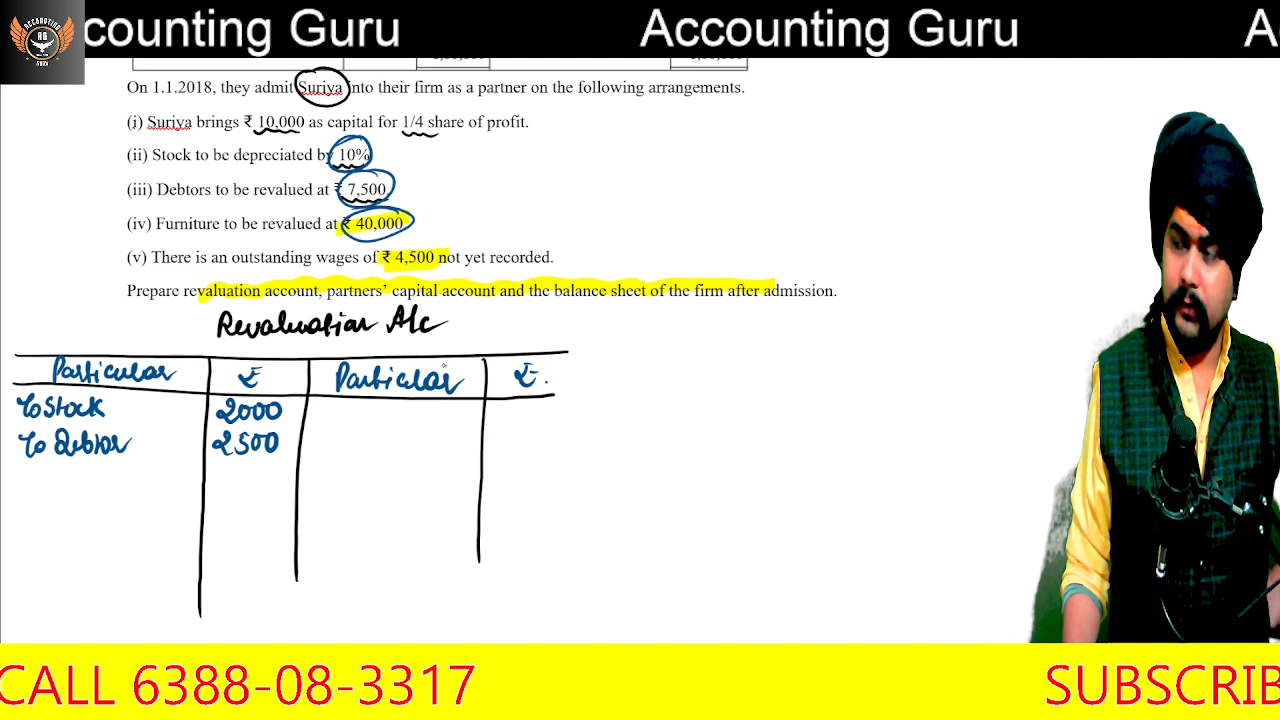 counting Guru Accounting Guru A
ACCOUNTING
AG
GURU
On 1.1.2018, they admit Suriya into their firm as a partner on the following arrangements.
(i) Suriya brings ₹ 10,000 as capital for 1/4 share of profit.
(ii) Stock to be depreciated by 10%
(iii) Debtors to be revalued at ₹ 7,500
(iv) Furniture to be revalued at ₹ 40,000
(v) There is an outstanding wages of ₹ 4,500 not yet recorded.
Prepare revaluation account, partners’ capital account and the balance sheet of the firm after admission.
Revaluation A/c
Particular ₹ Particular ₹.
To Stock 2000
To Debtor 2500
CALL 6388-08-3317 SUBSCRIB